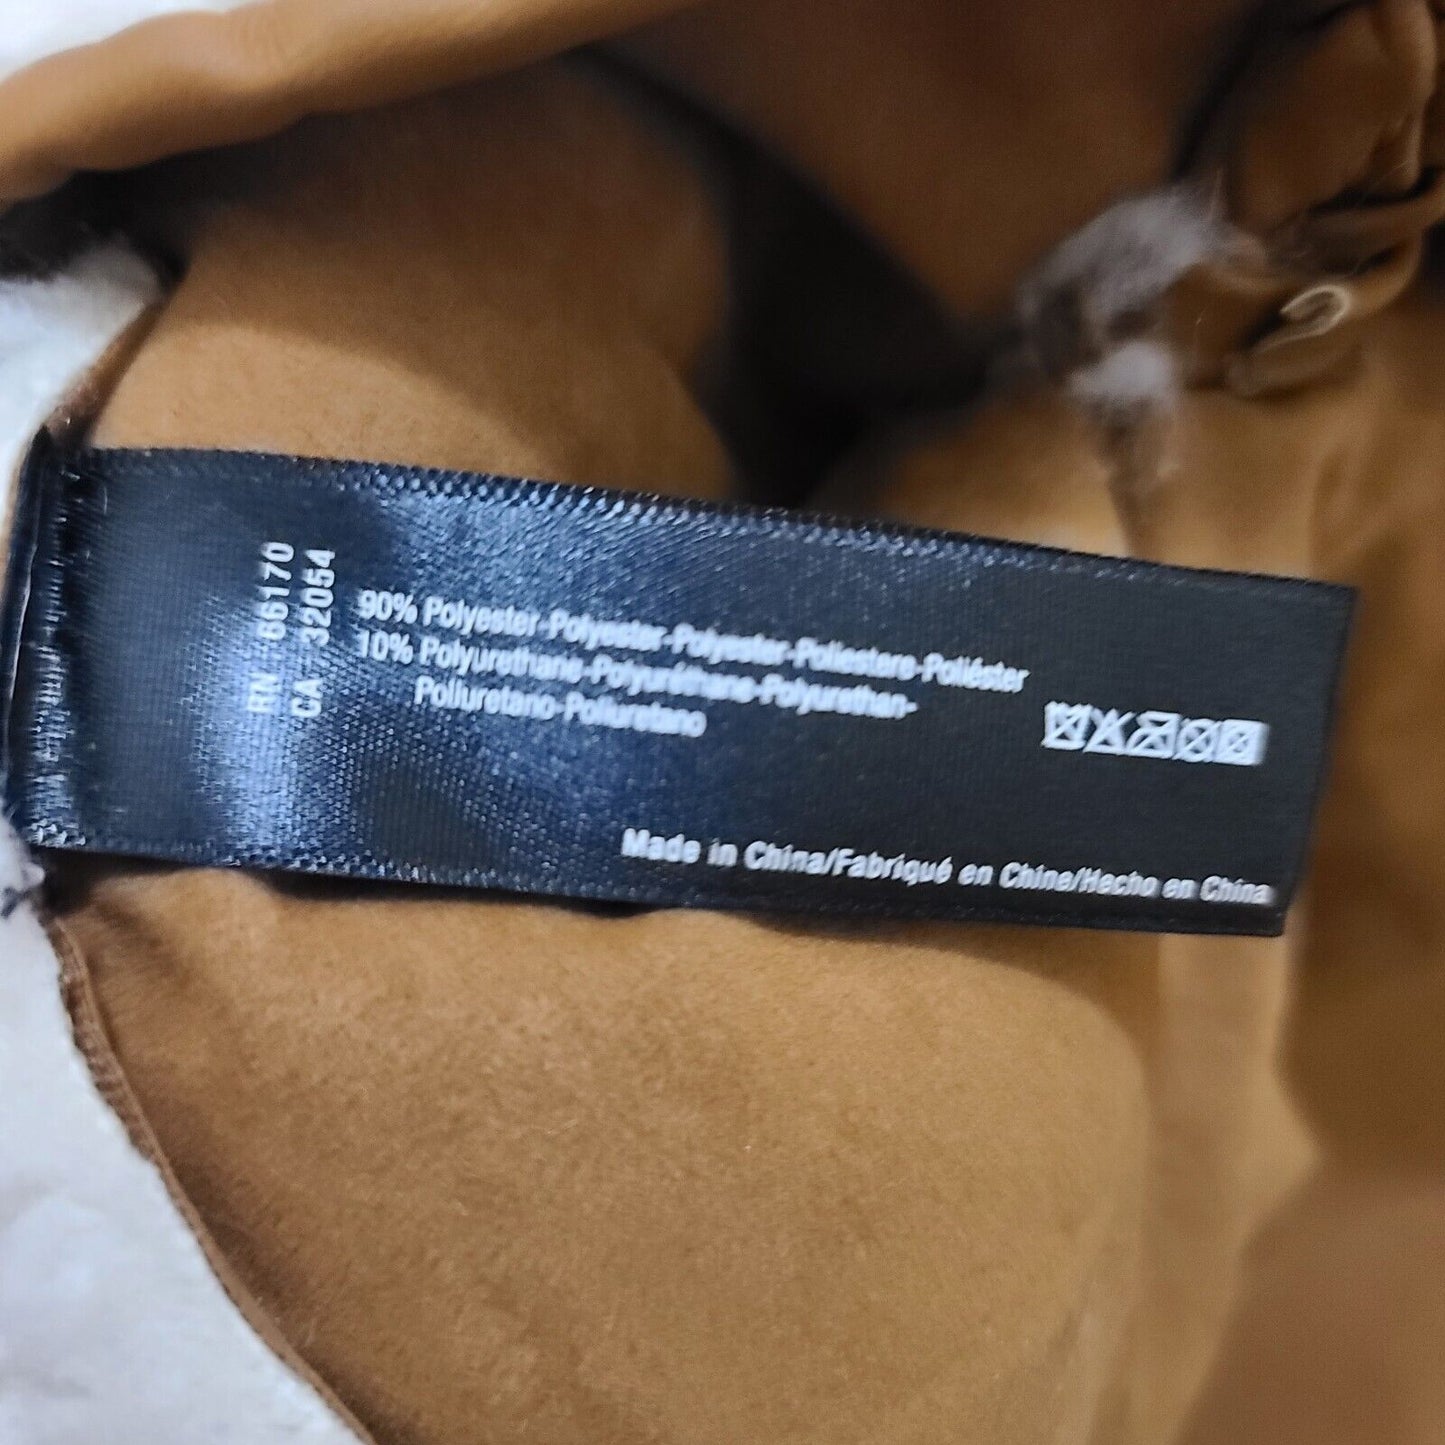 RN 66170
CA 32054
90% Polyester-Polyester-Polyester-Poliestere-Poliéster
10% Polyurethane-Polyuréthane-Polyurethan-
Poliuretano-Poliuretano
Made in China/Fabriqué en Chine/Hecho en China